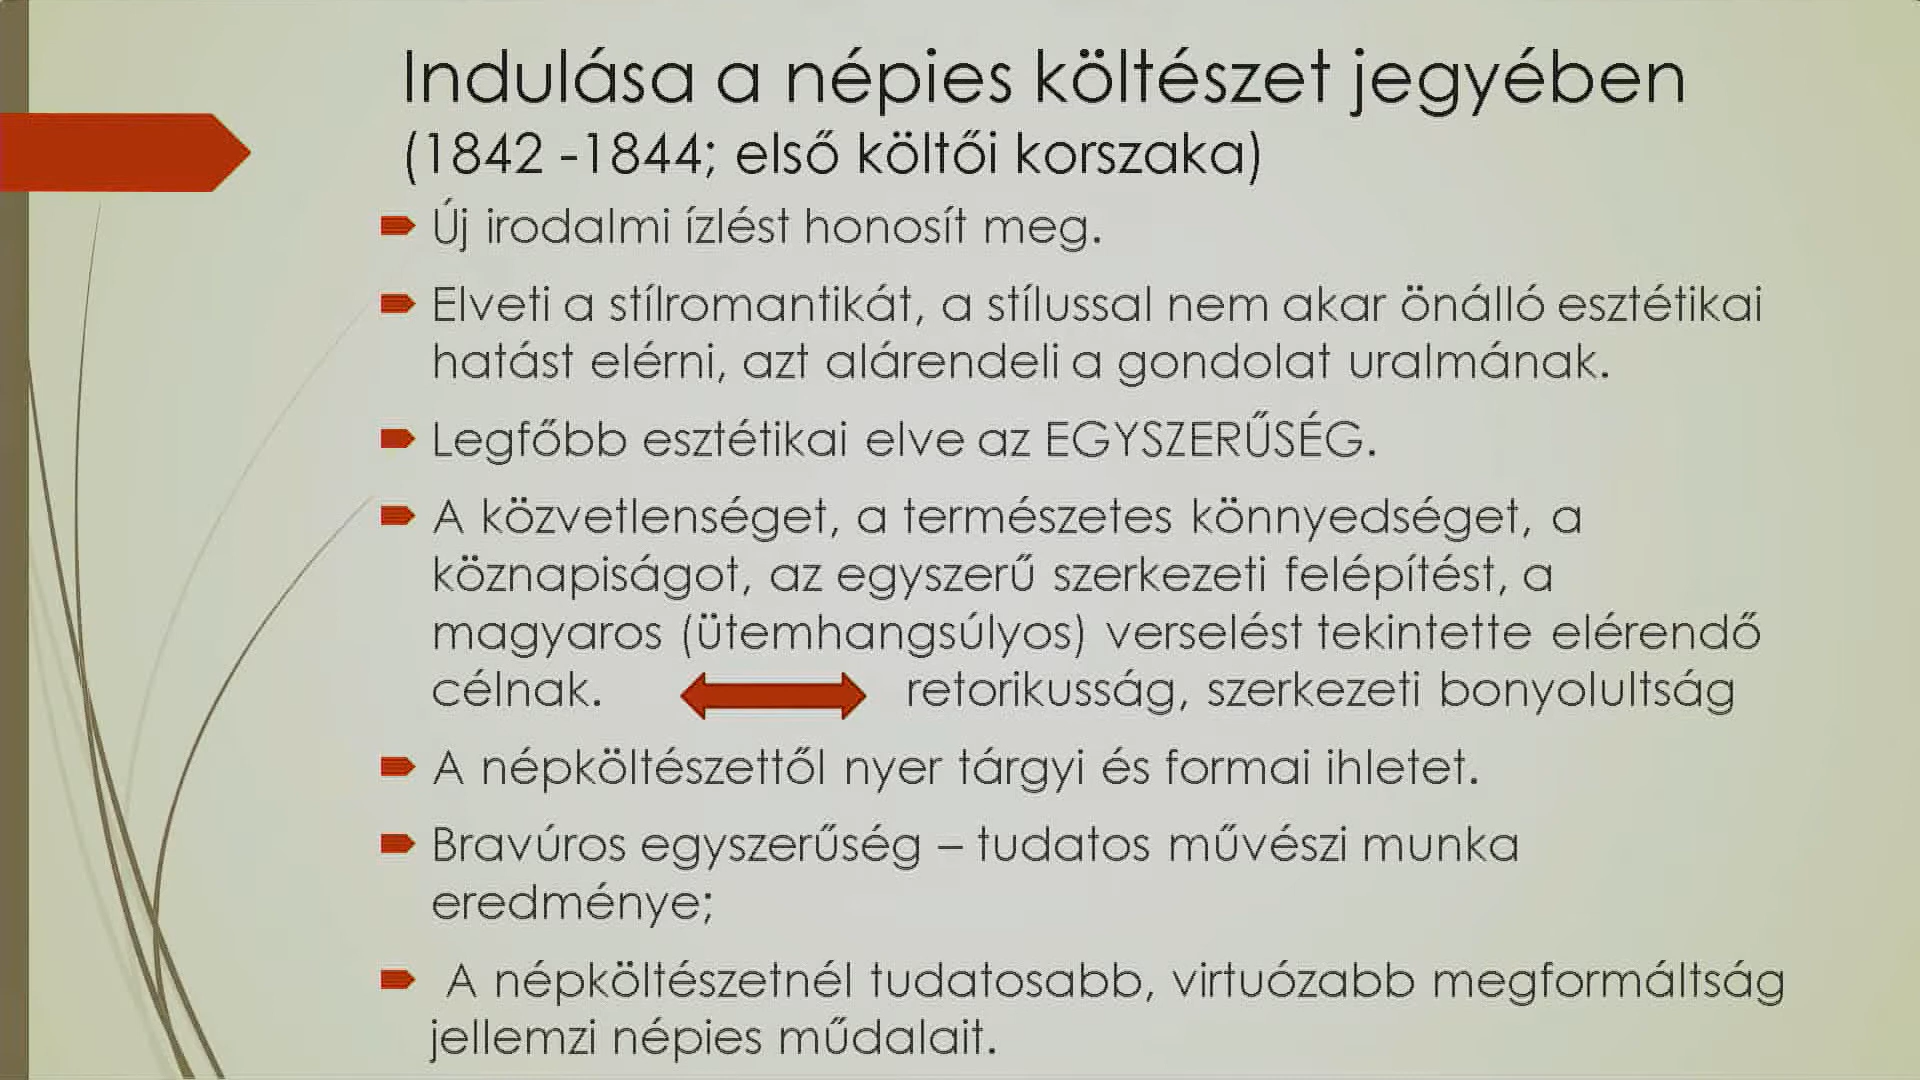 Indulása a népies költészet jegyében
(1842 -1844; első költői korszaka)
Új irodalmi ízlést honosít meg.
Elveti a stílromantikát, a stílussal nem akar önálló esztétikai
hatást elérni, azt alárendeli a gondolat uralmának.
Legfőbb esztétikai elve az EGYSZERŰSÉG.
A közvetlenséget, a természetes könnyedséget, a
köznapiságot, az egyszerű szerkezeti felépítést, a
magyaros (ütemhangsúlyos) verselést tekintette elérendő
célnak. retorikusság, szerkezeti bonyolultság
A népköltészettől nyer tárgyi és formai ihletet.
Bravúros egyszerűség – tudatos művészi munka
eredménye;
A népköltészetnél tudatosabb, virtuózabb megformáltság
jellemzi népies műdalait.